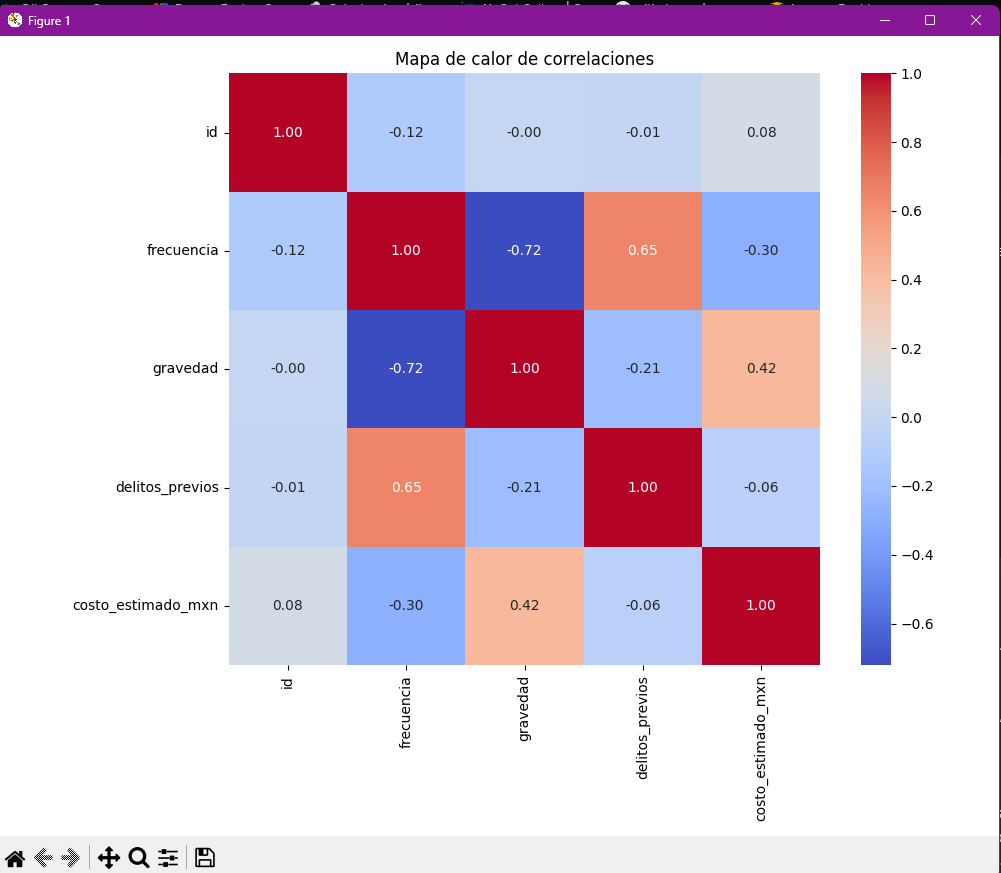 Figure 1
Mapa de calor de correlaciones
id 1.00 -0.12 -0.00 -0.01 0.08
frecuencia -0.12 1.00 -0.72 0.65 -0.30
gravedad -0.00 -0.72 1.00 -0.21 0.42
delitos_previos -0.01 0.65 -0.21 1.00 -0.06
costo_estimado_mxn 0.08 -0.30 0.42 -0.06 1.00
id
frecuencia
gravedad
delitos_previos
costo_estimado_mxn
1.0
0.8
0.6
0.4
0.2
0.0
−0.2
−0.4
−0.6